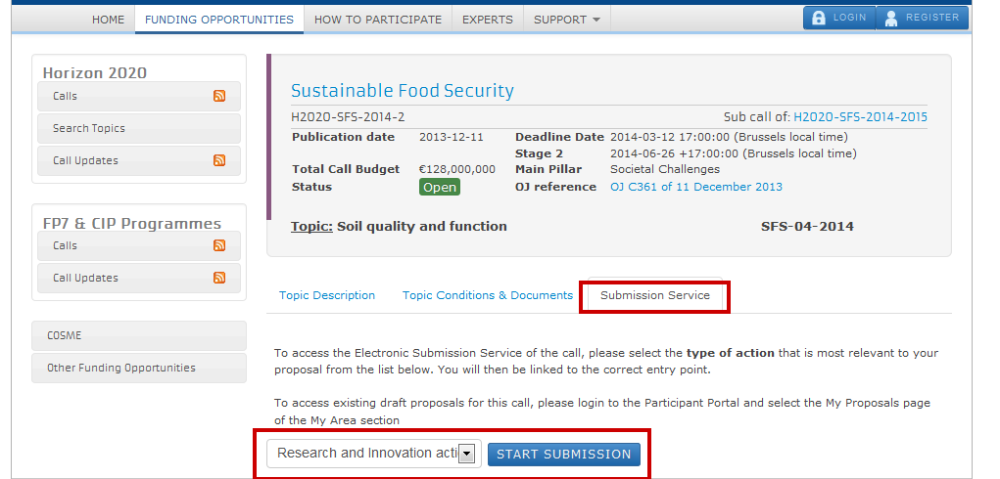 HOME FUNDING OPPORTUNITIES HOW TO PARTICIPATE EXPERTS SUPPORT LOGIN REGISTER
Horizon 2020
Calls
Search Topics
Call Updates
FP7 & CIP Programmes
Calls
Call Updates
COSME
Other Funding Opportunities
Sustainable Food Security
H2020-SFS-2014-2 Sub call of: H2020-SFS-2014-2015
Publication date 2013-12-11 Deadline Date 2014-03-12 17:00:00 (Brussels local time)
Stage 2 2014-06-26 +17:00:00 (Brussels local time)
Total Call Budget €128,000,000 Main Pillar Societal Challenges
Status Open OJ reference OJ C361 of 11 December 2013
Topic: Soil quality and function SFS-04-2014
Topic Description Topic Conditions & Documents Submission Service
To access the Electronic Submission Service of the call, please select the type of action that is most relevant to your
proposal from the list below. You will then be linked to the correct entry point.
To access existing draft proposals for this call, please login to the Participant Portal and select the My Proposals page
of the My Area section
Research and Innovation acti START SUBMISSION